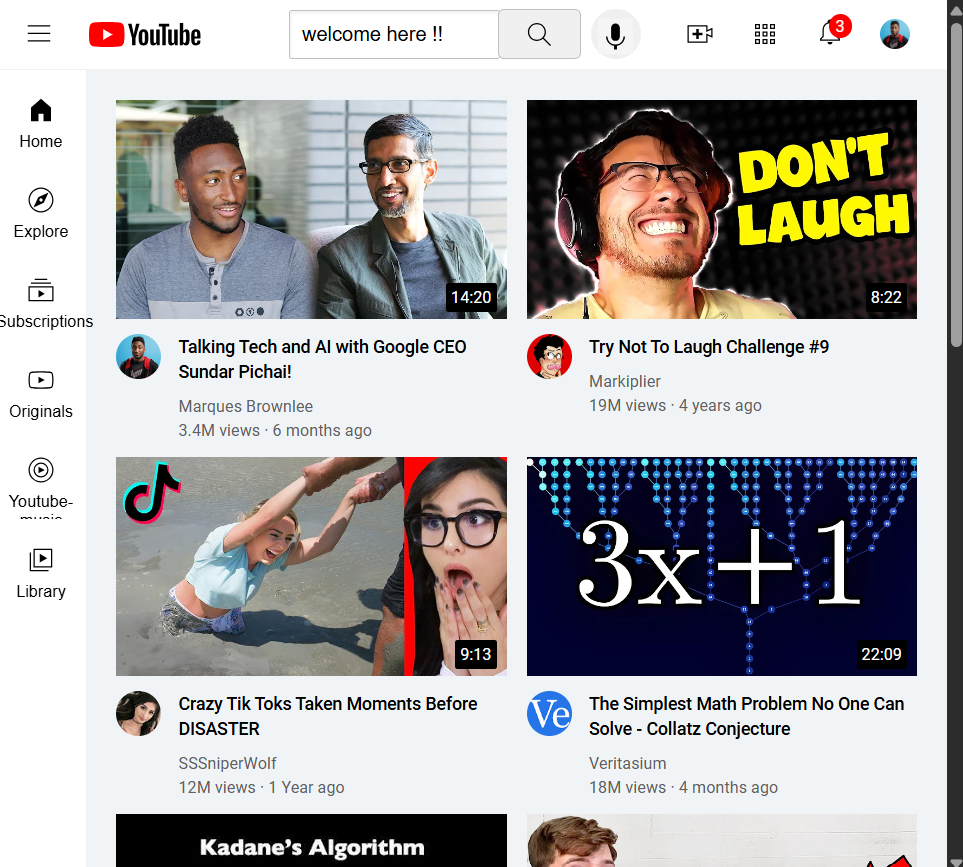 YouTube
welcome here !!
3
Home
Explore
Subscriptions
Originals
Youtube-
music
Library
14:20
Talking Tech and AI with Google CEO
Sundar Pichai!
Marques Brownlee
3.4M views · 6 months ago
DON'T
LAUGH
8:22
Try Not To Laugh Challenge #9
Markiplier
19M views · 4 years ago
9:13
Crazy Tik Toks Taken Moments Before
DISASTER
SSSniperWolf
12M views · 1 Year ago
3x+1
22:09
Ve
The Simplest Math Problem No One Can
Solve - Collatz Conjecture
Veritasium
18M views · 4 months ago
Kadane's Algorithm